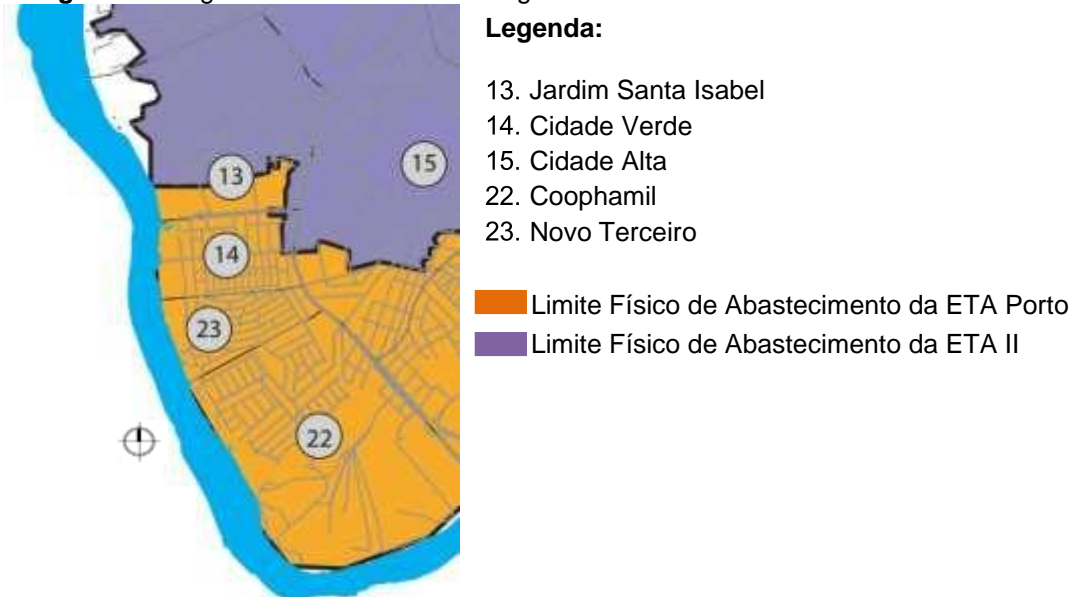 Legenda:
13. Jardim Santa Isabel
14. Cidade Verde
15. Cidade Alta
22. Coophamil
23. Novo Terceiro
Limite Físico de Abastecimento da ETA Porto
Limite Físico de Abastecimento da ETA II
13
15
14
23
22